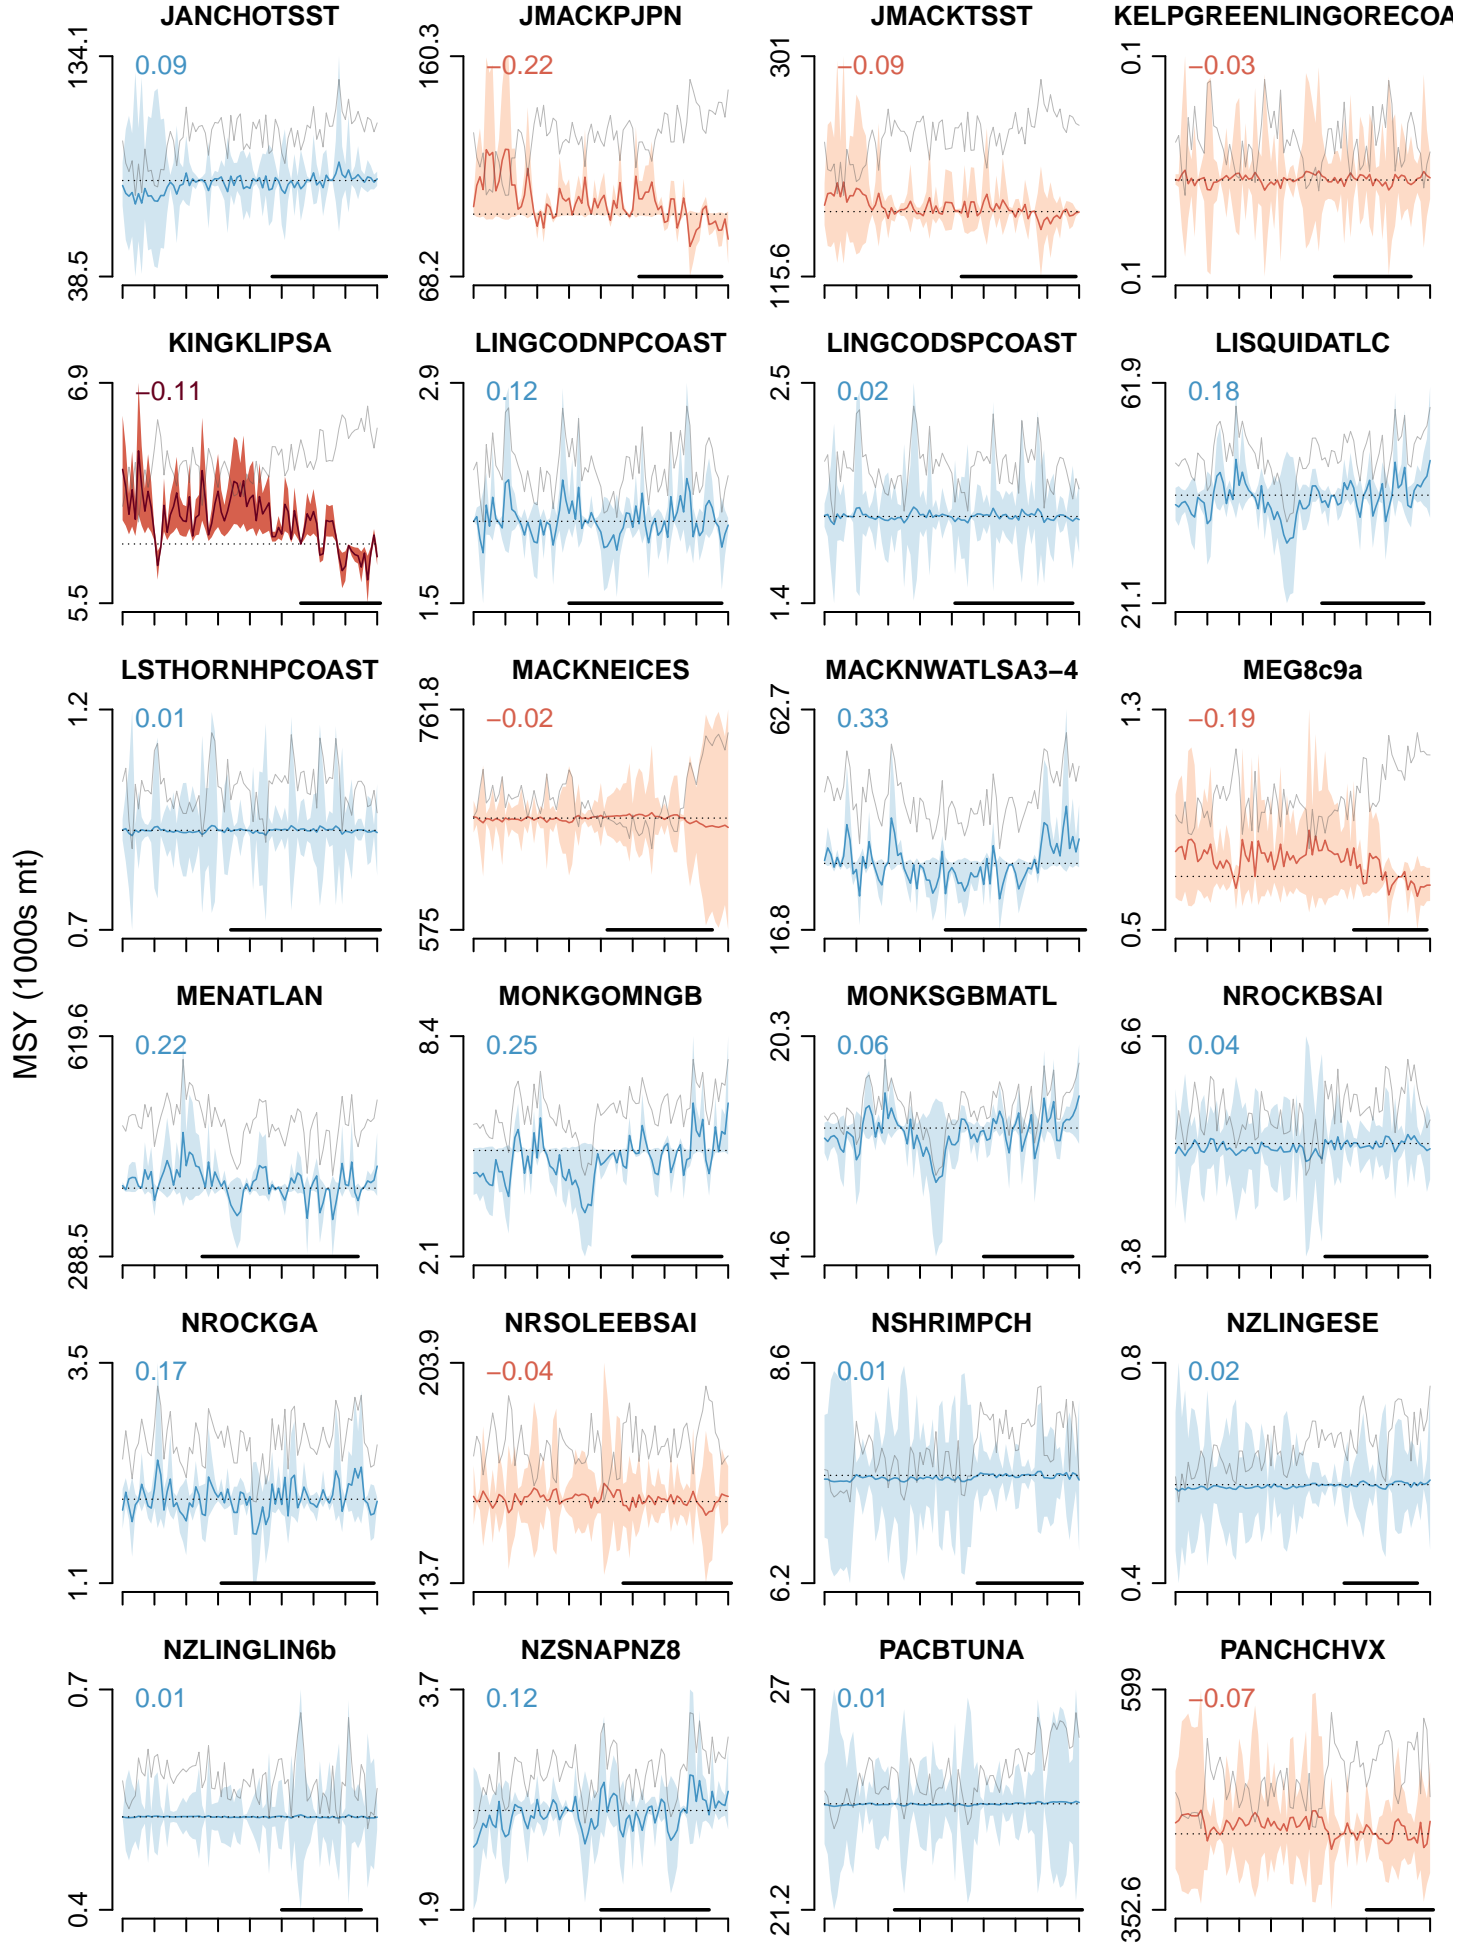 JANCHOTSST
134.1
38.5
0.09
JMACKPJPN
160.3
68.2
−0.22
JMACKTSST
301
115.6
−0.09
KELPGREENLINGORECOA
0.1
0.1
−0.03
KINGKLIPSA
6.9
5.5
−0.11
LINGCODNPCOAST
2.9
1.5
0.12
LINGCODSPCOAST
2.5
1.4
0.02
LISQUIDATLC
61.9
21.1
0.18
LSTHORNHPCOAST
1.2
0.7
0.01
MACKNEICES
761.8
575
−0.02
MACKNWATLSA3−4
62.7
16.8
0.33
MEG8c9a
1.3
0.5
−0.19
MSY (1000s mt)
MENATLAN
619.6
288.5
0.22
MONKGOMNGB
8.4
2.1
0.25
MONKSGBMATL
20.3
14.6
0.06
NROCKBSAI
6.6
3.8
0.04
NROCKGA
3.5
1.1
0.17
NRSOLEEBSAI
203.9
113.7
−0.04
NSHRIMPCH
8.6
6.2
0.01
NZLINGESE
0.8
0.4
0.02
NZLINGLIN6b
0.7
0.4
0.01
NZSNAPNZ8
3.7
1.9
0.12
PACBTUNA
27
21.2
0.01
PANCHCHVX
599
352.6
−0.07